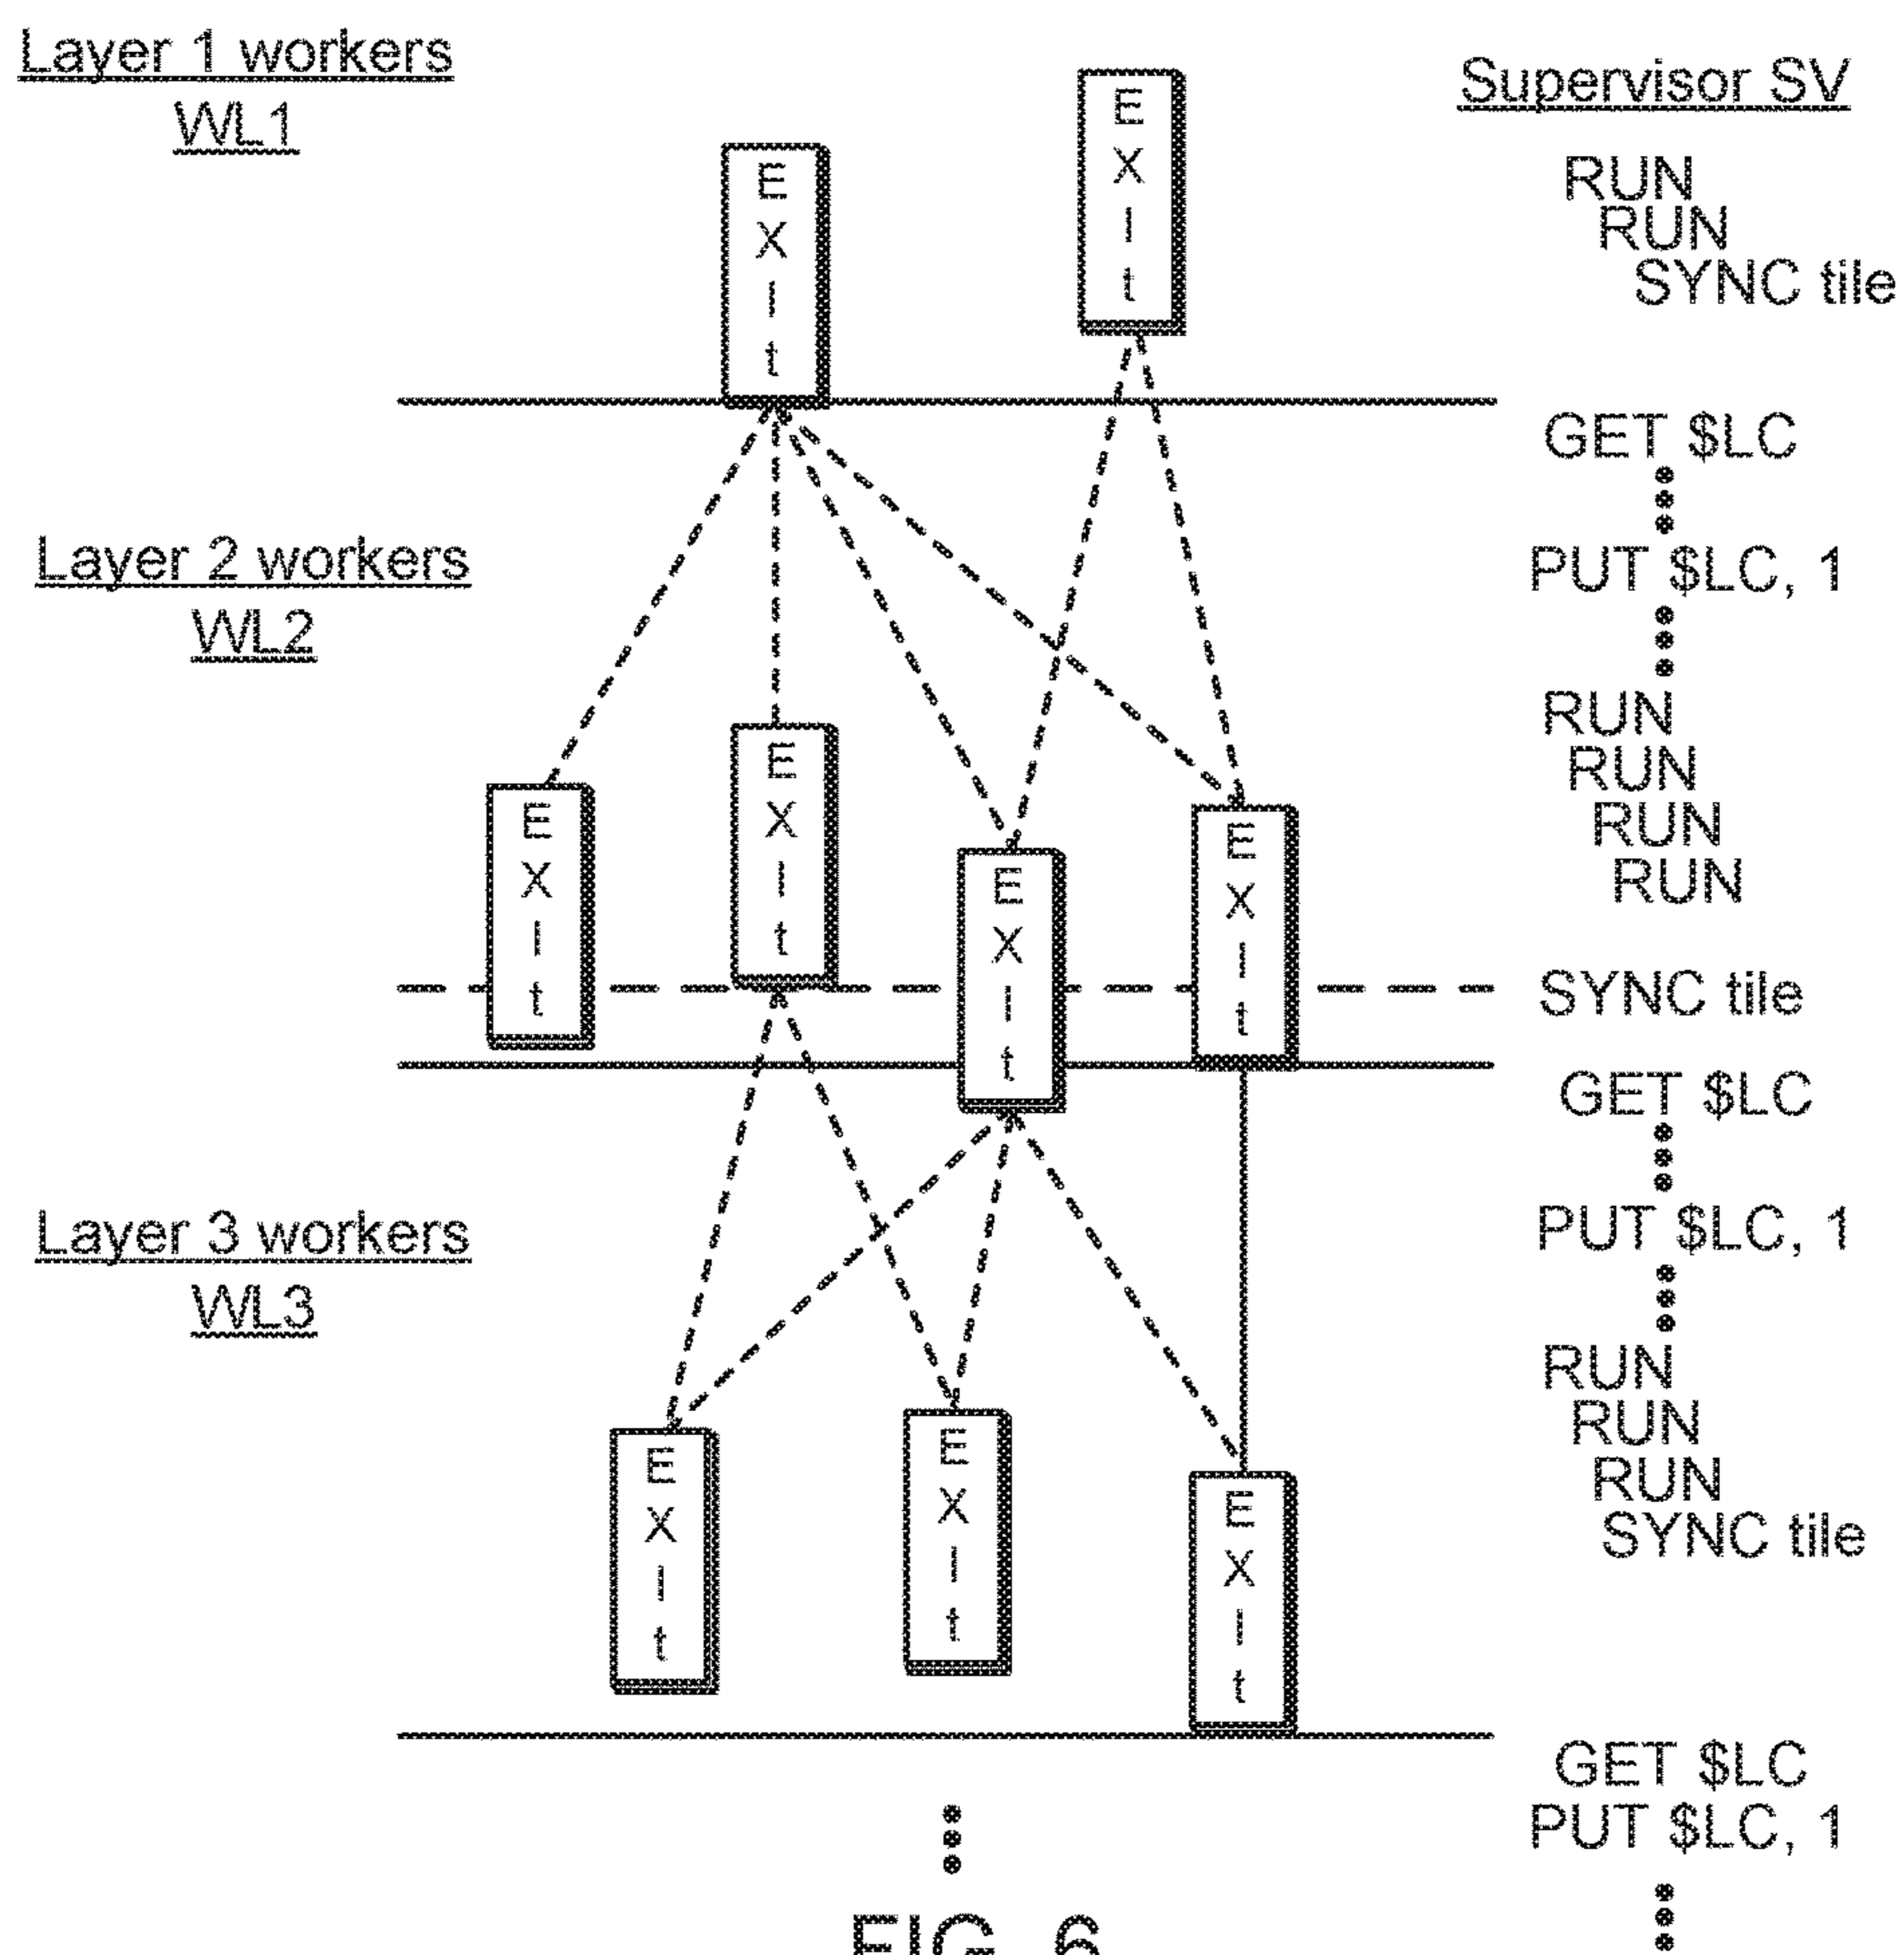 Layer 1 workers
WL1
Supervisor SV
E
X
I
t
E
X
I
t
RUN
RUN
SYNC tile
GET $LC
PUT $LC, 1
Layer 2 workers
WL2
RUN
RUN
RUN
RUN
E
X
I
t
E
X
I
t
E
X
I
t
E
X
I
t
SYNC tile
GET $LC
PUT $LC, 1
Layer 3 workers
WL3
RUN
RUN
RUN
SYNC tile
E
X
I
t
E
X
I
t
E
X
I
t
GET $LC
PUT $LC, 1
FIG. 6